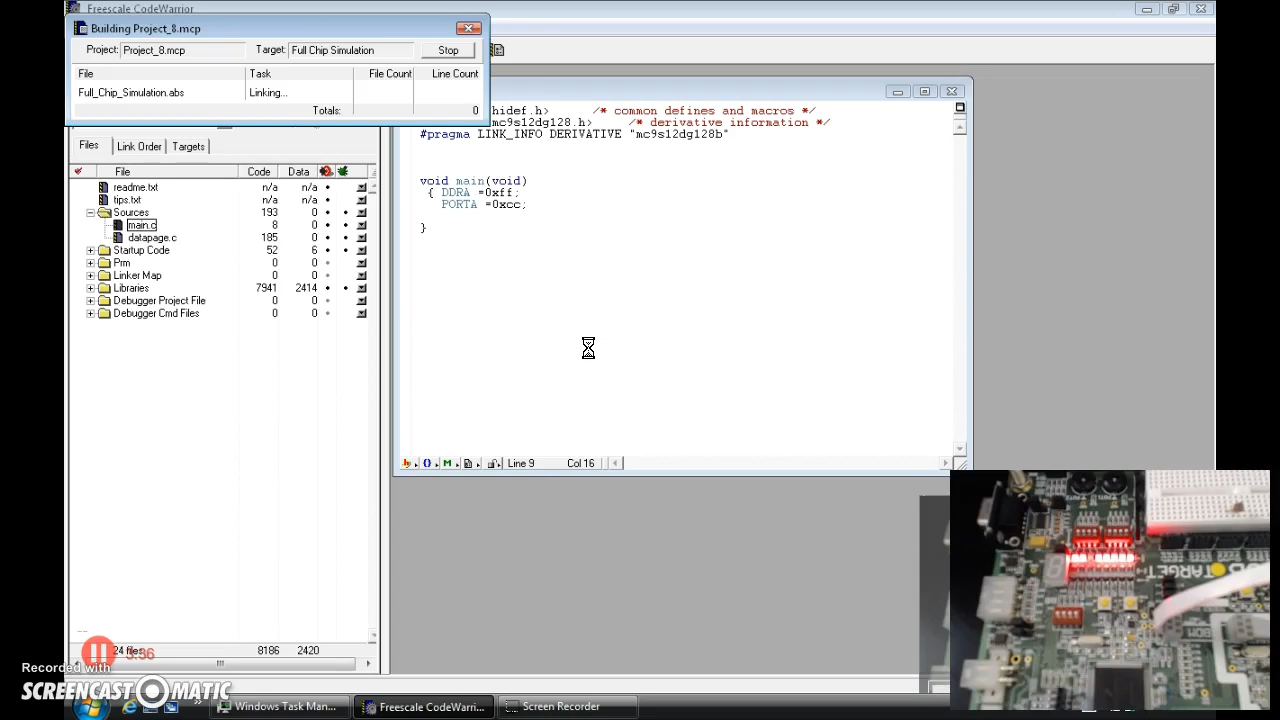 Freescale CodeWarrior
Building Project_8.mcp
Project: Project_8.mcp Target: Full Chip Simulation Stop
File Task File Count Line Count
Full_Chip_Simulation.abs Linking...
Totals: 0
Files Link Order Targets
File Code Data
readme.txt n/a n/a
tips.txt n/a n/a
Sources 193 0
main.c 8 0
datapage.c 185 0
Startup Code 52 6
Prm 0 0
Linker Map 0 0
Libraries 7941 2414
Debugger Project File 0 0
Debugger Cmd Files 0 0
24 files 8186 2420
hidef.h> /* common defines and macros */
mc9s12dg128.h> /* derivative information */
#pragma LINK_INFO DERIVATIVE "mc9s12dg128b"
void main(void)
{ DDRA =0xff;
PORTA =0xcc;
}
Line 9 Col 16
TARGET
3:36
Recorded with
SCREENCAST MATIC
Windows Task Man...
Freescale CodeWarri...
Screen Recorder